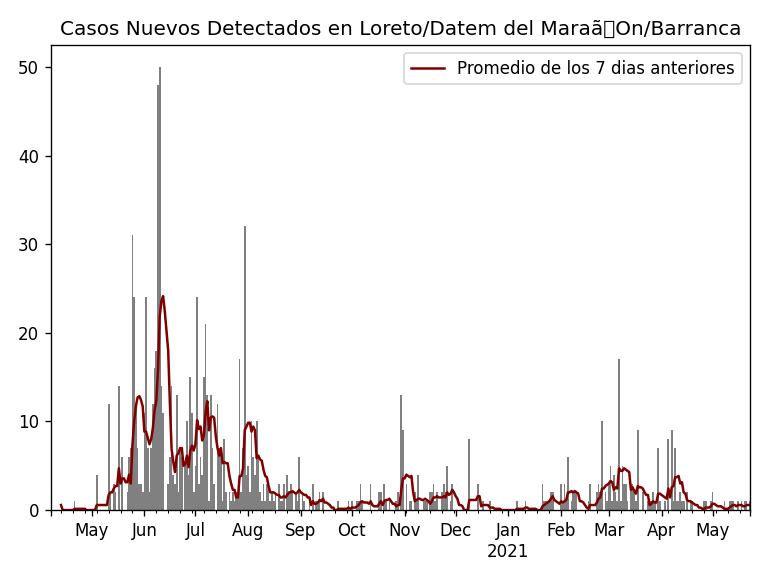 Casos Nuevos Detectados en Loreto/Datem del Maraã▯On/Barranca
Promedio de los 7 dias anteriores
50
40
30
20
10
0
May Jun Jul Aug Sep Oct Nov Dec Jan Feb Mar Apr May
2021